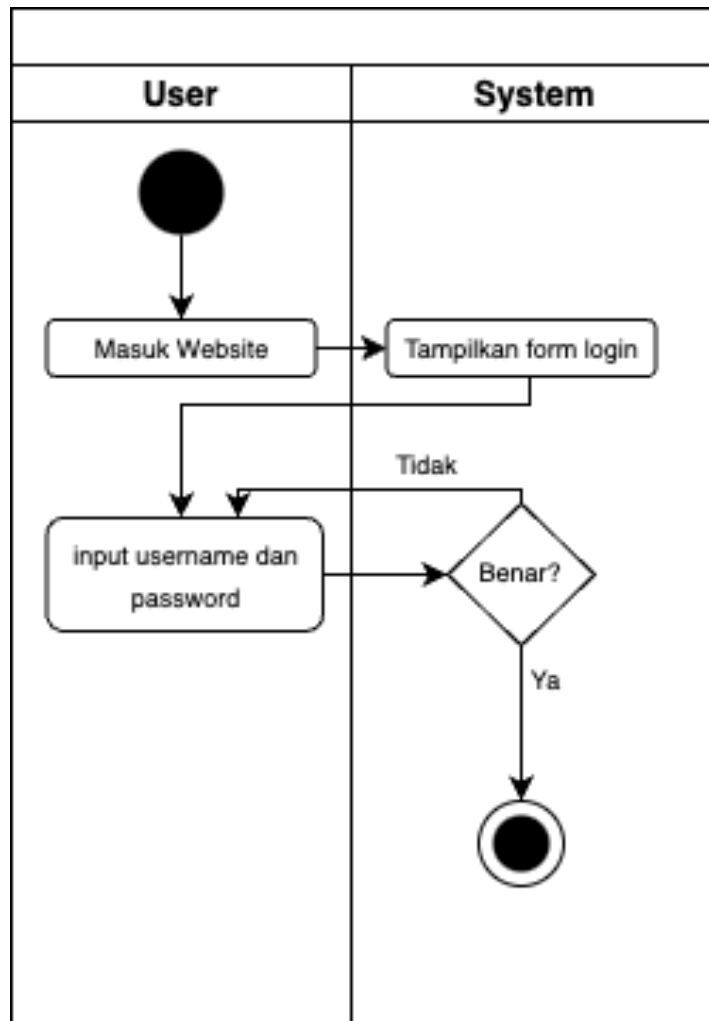 User
System
Masuk Website
Tampilkan form login
Tidak
input username dan
password
Benar?
Ya